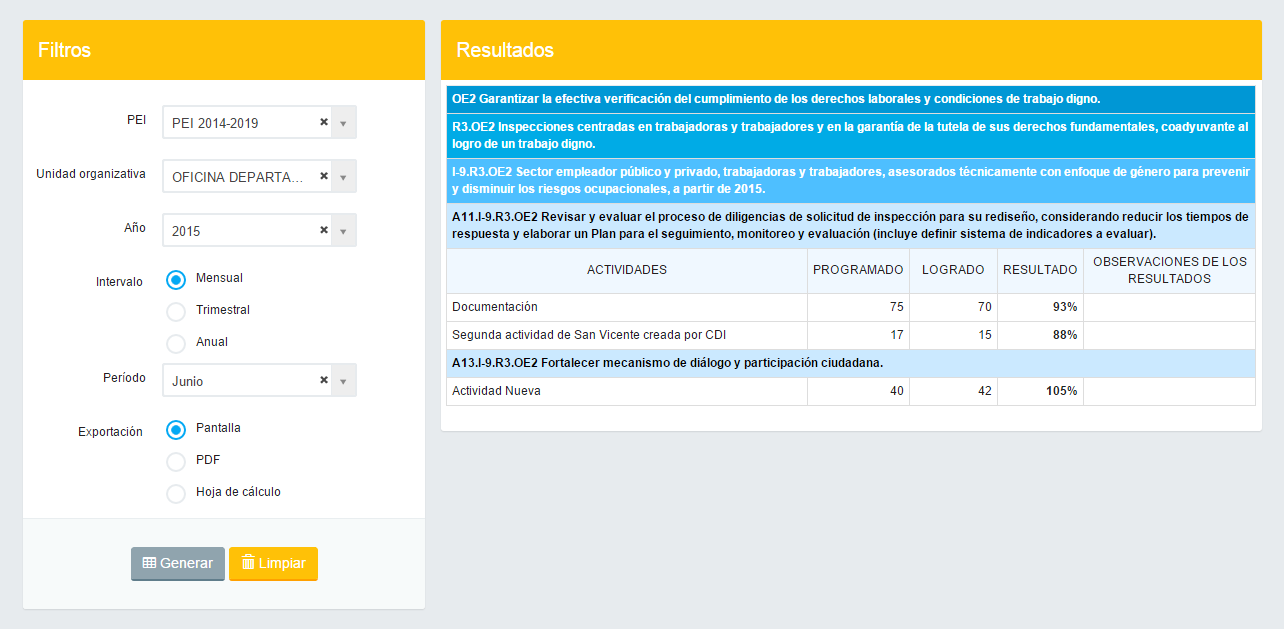 Filtros
PEI
PEI 2014-2019
Unidad organizativa
OFICINA DEPARTA...
Año
2015
Intervalo
Mensual
Trimestral
Anual
Período
Junio
Exportación
Pantalla
PDF
Hoja de cálculo
Generar
Limpiar
Resultados
OE2 Garantizar la efectiva verificación del cumplimiento de los derechos laborales y condiciones de trabajo digno.
R3.OE2 Inspecciones centradas en trabajadoras y trabajadores y en la garantía de la tutela de sus derechos fundamentales, coadyuvante al
logro de un trabajo digno.
I-9.R3.OE2 Sector empleador público y privado, trabajadoras y trabajadores, asesorados técnicamente con enfoque de género para prevenir
y disminuir los riesgos ocupacionales, a partir de 2015.
A11.I-9.R3.OE2 Revisar y evaluar el proceso de diligencias de solicitud de inspección para su rediseño, considerando reducir los tiempos de
respuesta y elaborar un Plan para el seguimiento, monitoreo y evaluación (incluye definir sistema de indicadores a evaluar).
ACTIVIDADES PROGRAMADO LOGRADO RESULTADO OBSERVACIONES DE LOS
RESULTADOS
Documentación 75 70 93%
Segunda actividad de San Vicente creada por CDI 17 15 88%
A13.I-9.R3.OE2 Fortalecer mecanismo de diálogo y participación ciudadana.
Actividad Nueva 40 42 105%